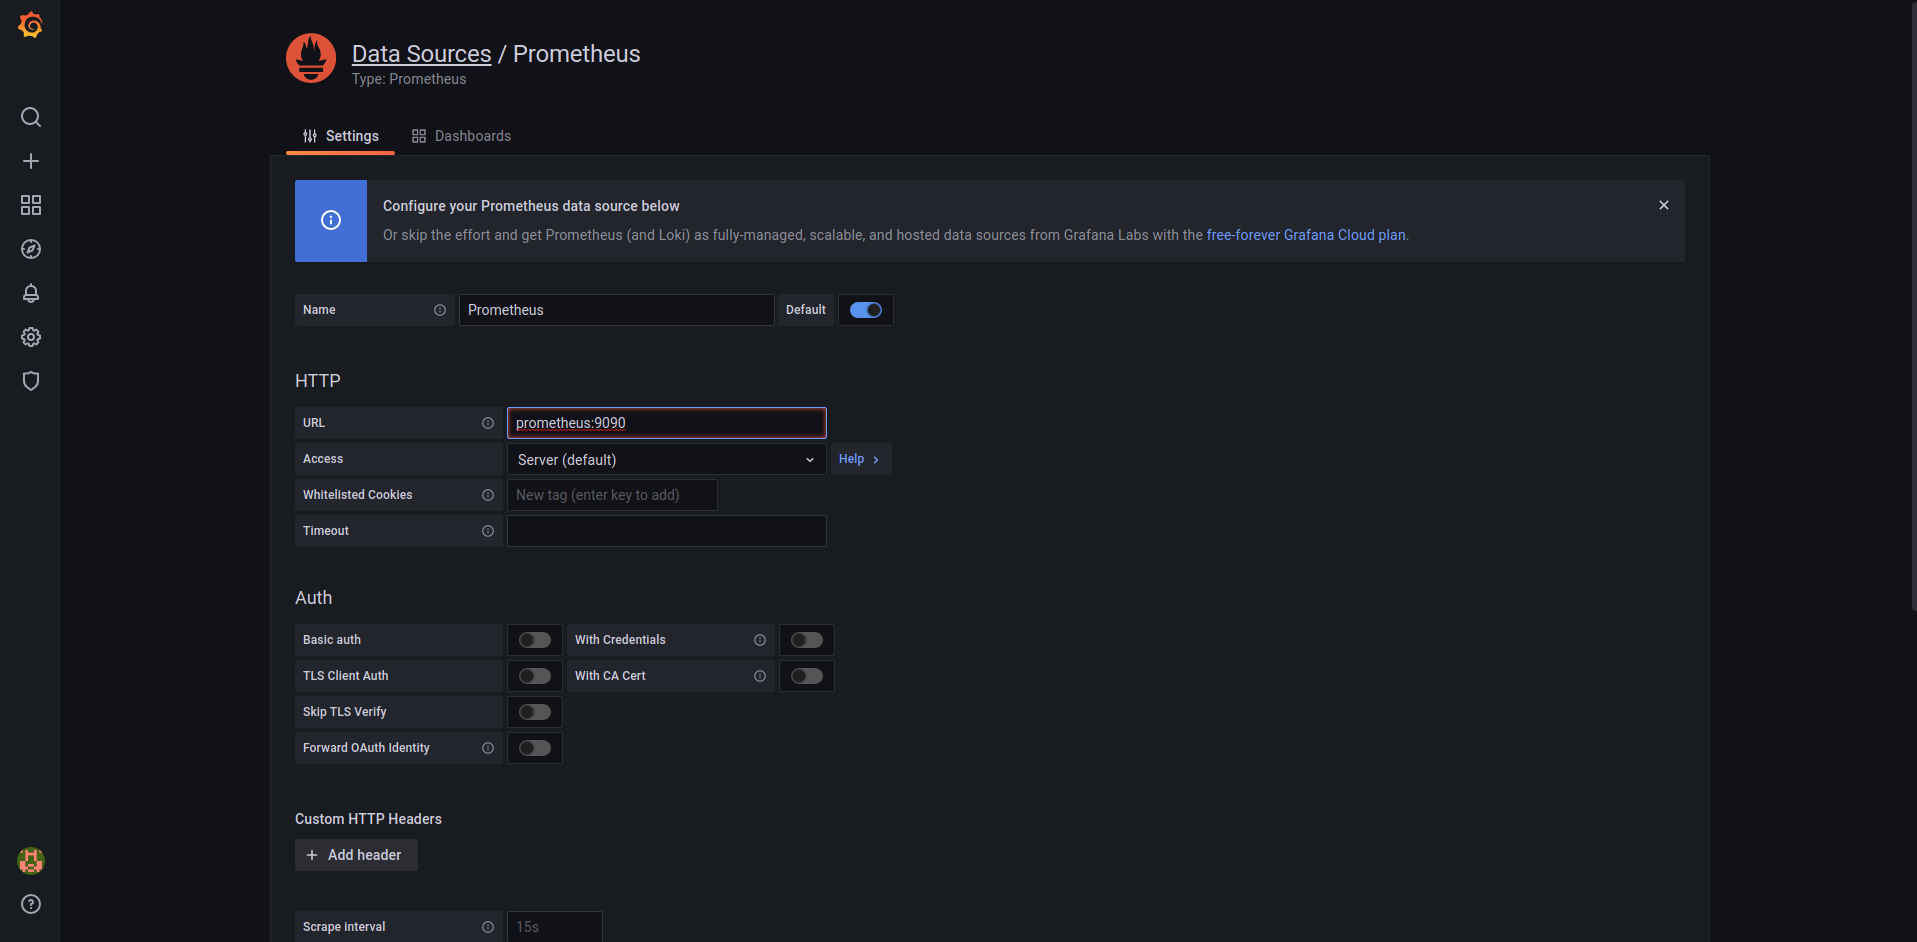 Data Sources / Prometheus
Type: Prometheus
Settings Dashboards
Configure your Prometheus data source below
Or skip the effort and get Prometheus (and Loki) as fully-managed, scalable, and hosted data sources from Grafana Labs with the free-forever Grafana Cloud plan.
Name Prometheus Default
HTTP
URL prometheus:9090
Access Server (default) Help
Whitelisted Cookies New tag (enter key to add)
Timeout
Auth
Basic auth With Credentials
TLS Client Auth With CA Cert
Skip TLS Verify
Forward OAuth Identity
Custom HTTP Headers
Add header
Scrape interval 15s